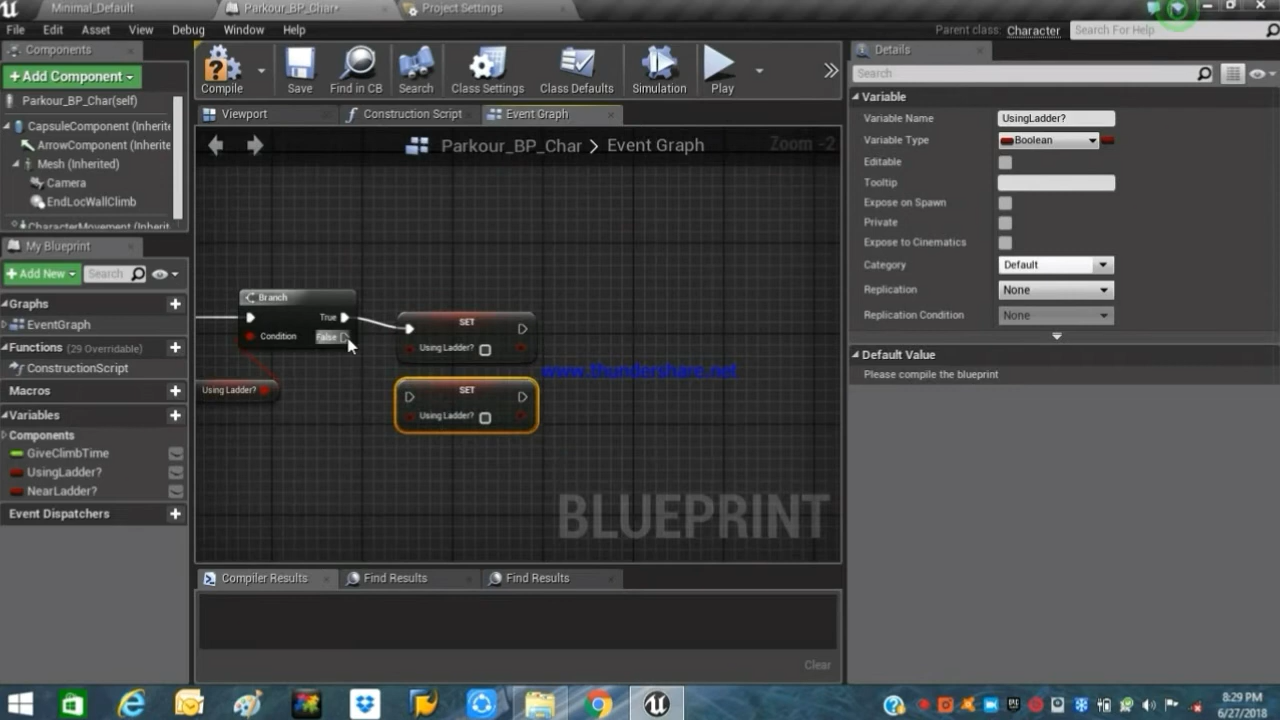 Minimal_Default
Parkour_BP_Char*
Project Settings
File Edit Asset View Debug Window Help
Parent class: Character
Search For Help
Components
Add Component
Parkour_BP_Char(self)
CapsuleComponent (Inherite
ArrowComponent (Inherite
Mesh (Inherited)
Camera
EndLocWallClimb
CharacterMovement (Inherit
My Blueprint
Add New
Search
Graphs
EventGraph
Functions (29 Overridable)
ConstructionScript
Macros
Variables
Components
GiveClimbTime
UsingLadder?
NearLadder?
Event Dispatchers
Compile
Save
Find in CB
Search
Class Settings
Class Defaults
Simulation
Play
Viewport
Construction Script
Event Graph
Parkour_BP_Char > Event Graph
Zoom -2
Branch
True
Condition
False
Using Ladder?
SET
Using Ladder?
SET
Using Ladder?
www.thundershare.net
BLUEPRINT
Compiler Results
Find Results
Find Results
Clear
Details
Search
Variable
Variable Name
UsingLadder?
Variable Type
Boolean
Editable
Tooltip
Expose on Spawn
Private
Expose to Cinematics
Category
Default
Replication
None
Replication Condition
None
Default Value
Please compile the blueprint
8:29 PM
6/27/2018